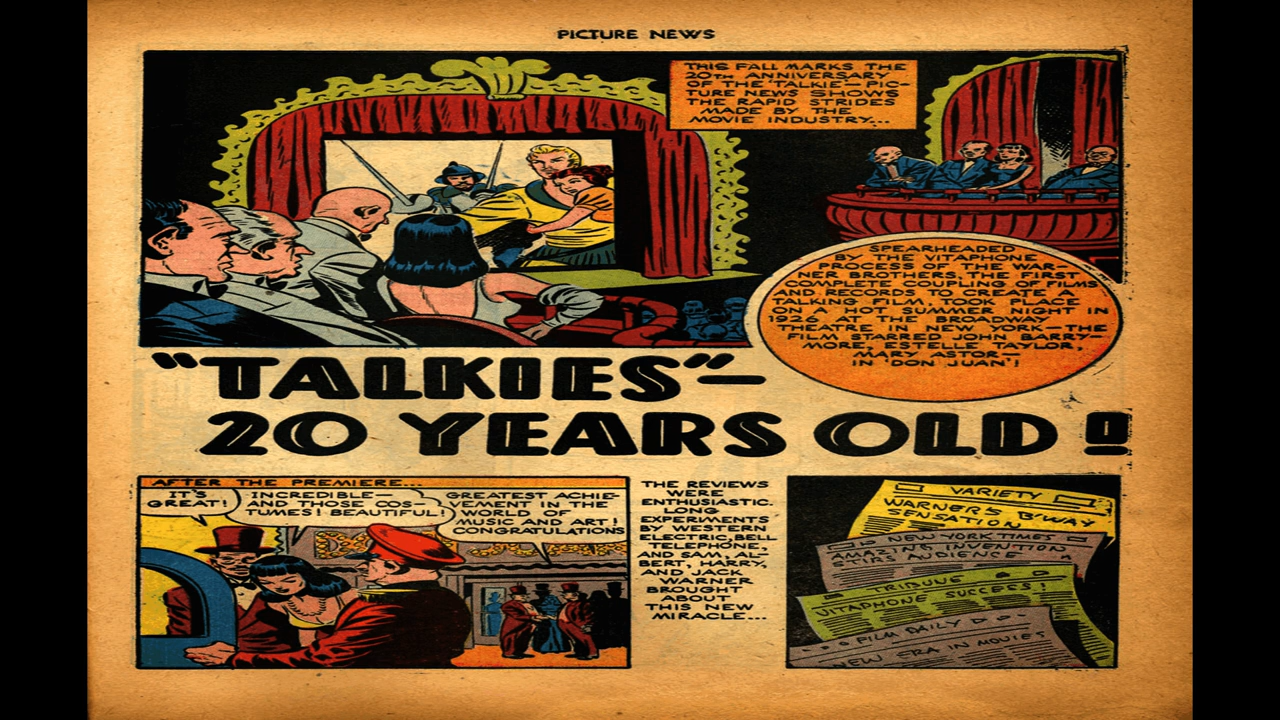 PICTURE NEWS
THIS FALL MARKS THE
20TH ANNIVERSARY
OF THE 'TALKIE'— PIC-
TURE NEWS SHOWS
THE RAPID STRIDES
MADE BY THE
MOVIE INDUSTRY...
SPEARHEADED
BY THE VITAPHONE
PROCESS OF THE WAR-
NER BROTHERS, THE FIRST
COMPLETE COUPLING OF FILMS
AND RECORDS TO CREATE A
TALKING FILM, TOOK PLACE
ON A HOT SUMMER NIGHT IN
1926 AT THE BROADWAY
THEATRE IN NEW YORK—THE
FILM STARRED JOHN BARRY-
MORE, ESTELLE TAYLOR,
MARY ASTOR—
IN 'DON JUAN'!
"TALKIES"—
20 YEARS OLD!
AFTER THE PREMIERE...
IT'S
GREAT!
INCREDIBLE—
AND THOSE COS-
TUMES! BEAUTIFUL!
GREATEST ACHIE-
VEMENT IN THE
WORLD OF
MUSIC AND ART!
CONGRATULATIONS
THE REVIEWS
WERE
ENTHUSIASTIC.
LONG
EXPERIMENTS
BY WESTERN
ELECTRIC, BELL
TELEPHONE,
AND SAM, AL-
BERT, HARRY,
AND JACK
WARNER
BROUGHT
ABOUT
THIS NEW
MIRACLE...
VARIETY
WARNER'S B'WAY
SENSATION
NEW YORK TIMES
AMAZING INVENTION
STIRS AUDIENCE
TRIBUNE
VITAPHONE SUCCESS!
FILM DAILY
NEW ERA IN MOVIES